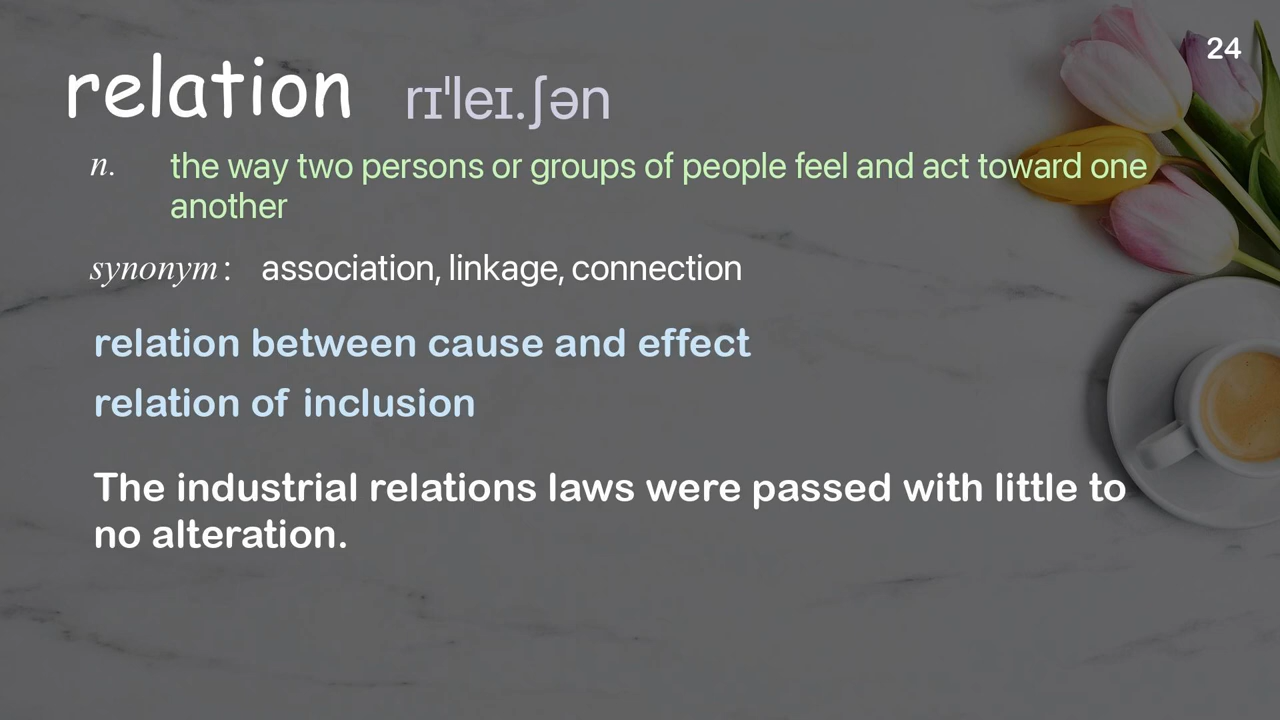 24
relation rɪˈleɪ.ʃən
n. the way two persons or groups of people feel and act toward one
another
synonym: association, linkage, connection
relation between cause and effect
relation of inclusion
The industrial relations laws were passed with little to
no alteration.